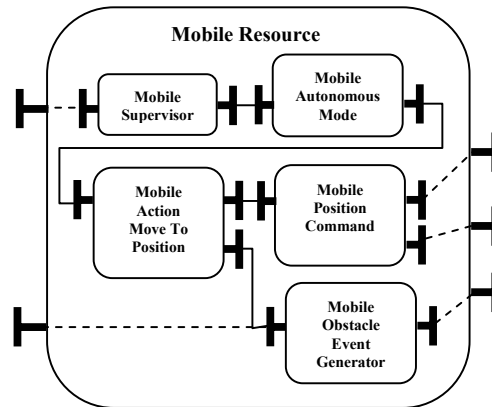 Mobile Resource
Mobile
Supervisor
Mobile
Autonomous
Mode
Mobile
Action
Move To
Position
Mobile
Position
Command
Mobile
Obstacle
Event
Generator